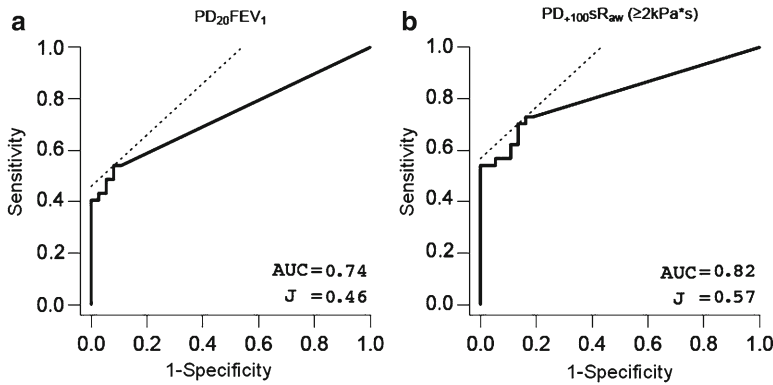 a
PD20FEV1
1.0
0.8
0.6
0.4
0.2
0.0
Sensitivity
AUC=0.74
J =0.46
0.0 0.2 0.4 0.6 0.8 1.0
1-Specificity
b
PD+100sRaw (≥2kPa*s)
1.0
0.8
0.6
0.4
0.2
0.0
Sensitivity
AUC=0.82
J =0.57
0.0 0.2 0.4 0.6 0.8 1.0
1-Specificity